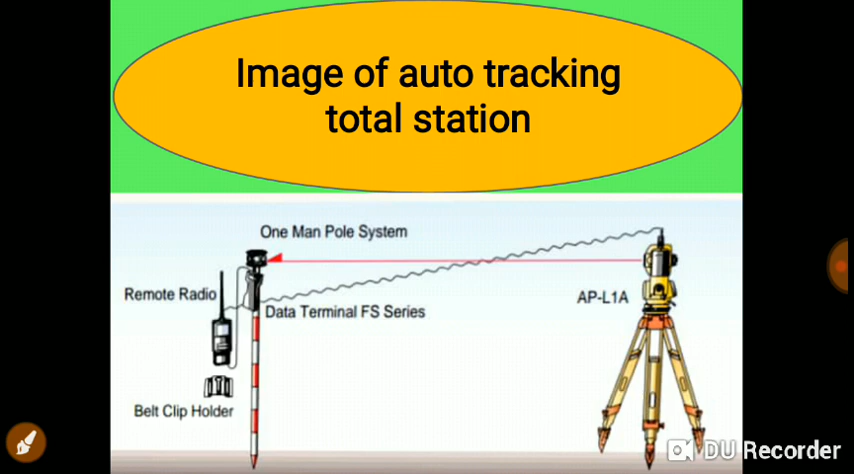 Image of auto tracking
total station
One Man Pole System
Remote Radio
AP-L1A
Data Terminal FS Series
Belt Clip Holder
DU Recorder